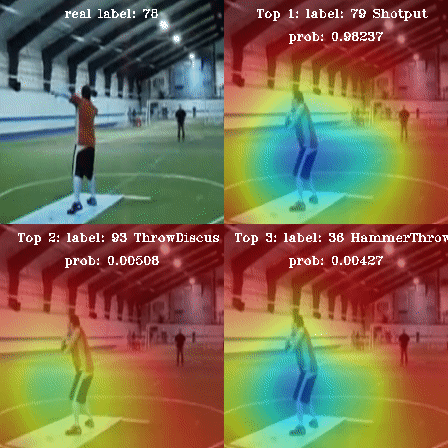 real label: 78
Top 1: label: 79 Shotput
prob: 0.98237
Top 2: label: 93 ThrowDiscus
prob: 0.00508
Top 3: label: 36 HammerThrow
prob: 0.00427